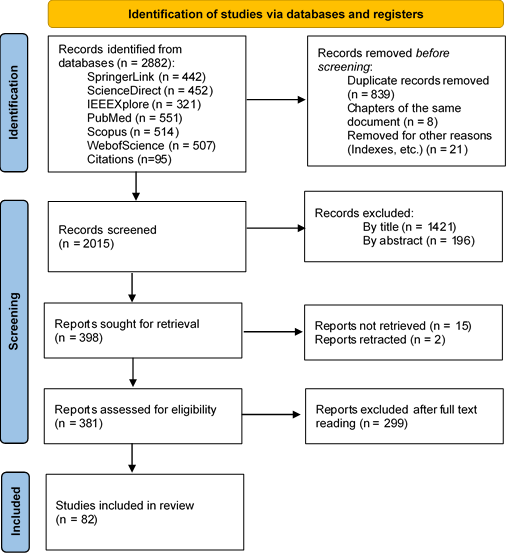 Identification of studies via databases and registers
Identification
Records identified from
databases (n = 2882):
SpringerLink (n = 442)
ScienceDirect (n = 452)
IEEEXplore (n = 321)
PubMed (n = 551)
Scopus (n = 514)
WebofScience (n = 507)
Citations (n=95)
Records removed before
screening:
Duplicate records removed
(n = 839)
Chapters of the same
document (n = 8)
Removed for other reasons
(Indexes, etc.) (n = 21)
Screening
Records screened
(n = 2015)
Records excluded:
By title (n = 1421)
By abstract (n = 196)
Reports sought for retrieval
(n = 398)
Reports not retrieved (n = 15)
Reports retracted (n = 2)
Reports assessed for eligibility
(n = 381)
Reports excluded after full text
reading (n = 299)
Included
Studies included in review
(n = 82)